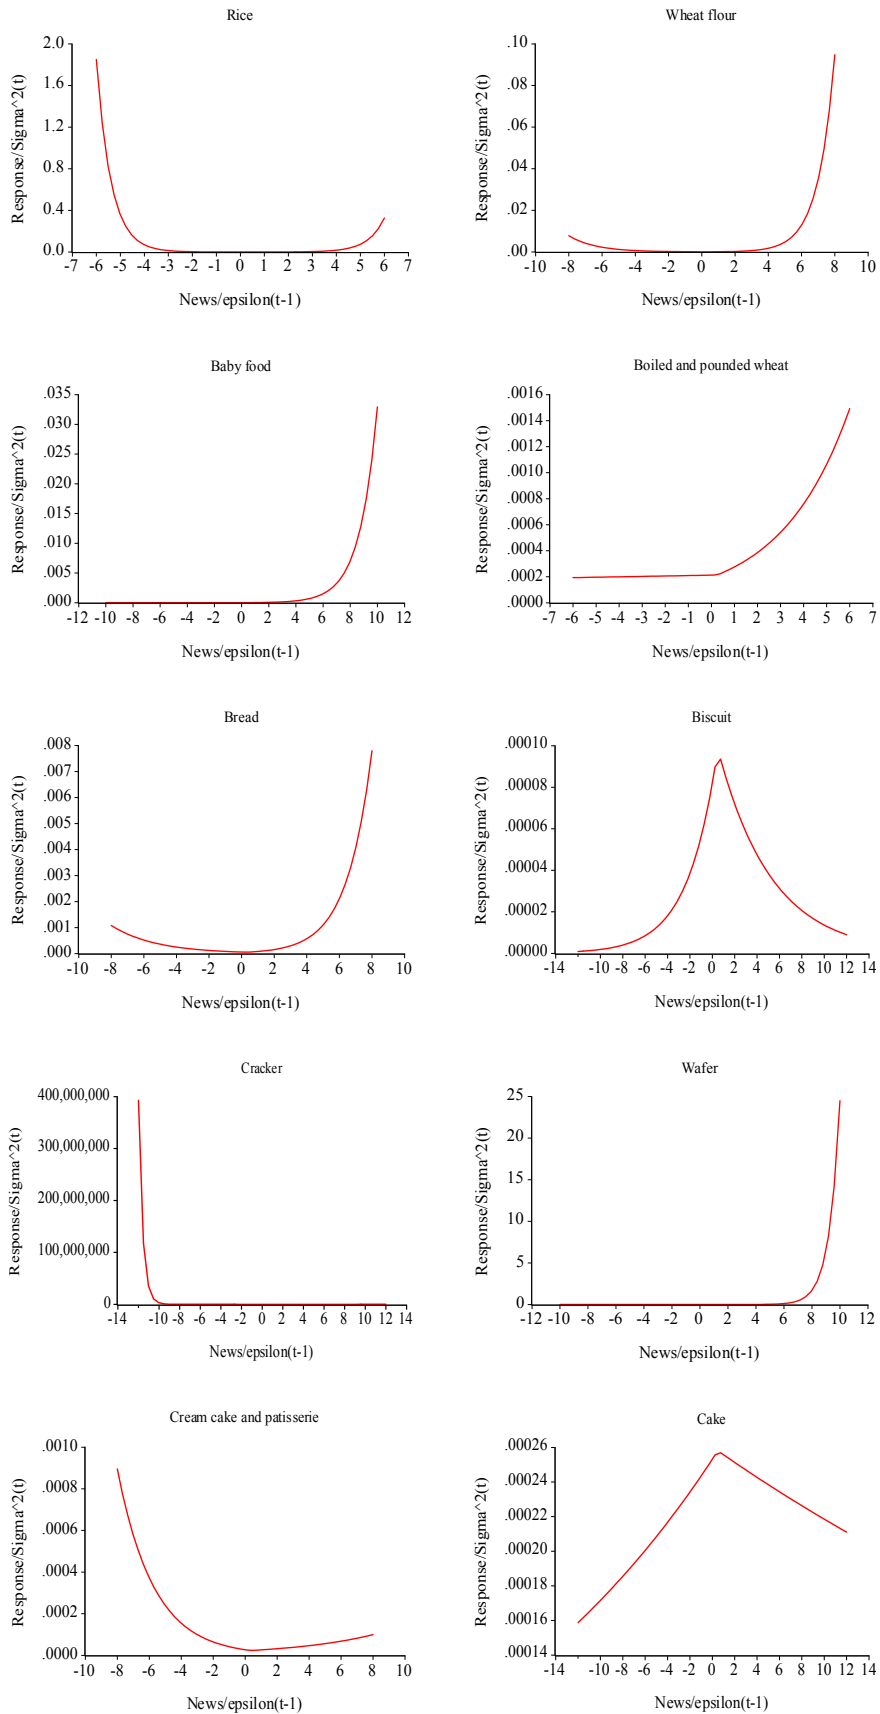 Rice
Response/Sigma^2(t)
2.0
1.6
1.2
0.8
0.4
0.0
-7 -6 -5 -4 -3 -2 -1 0 1 2 3 4 5 6 7
News/epsilon(t-1)
Wheat flour
Response/Sigma^2(t)
.10
.08
.06
.04
.02
.00
-10 -8 -6 -4 -2 0 2 4 6 8 10
News/epsilon(t-1)
Baby food
Response/Sigma^2(t)
.035
.030
.025
.020
.015
.010
.005
.000
-12 -10 -8 -6 -4 -2 0 2 4 6 8 10 12
News/epsilon(t-1)
Boiled and pounded wheat
Response/Sigma^2(t)
.0016
.0014
.0012
.0010
.0008
.0006
.0004
.0002
.0000
-7 -6 -5 -4 -3 -2 -1 0 1 2 3 4 5 6 7
News/epsilon(t-1)
Bread
Response/Sigma^2(t)
.008
.007
.006
.005
.004
.003
.002
.001
.000
-10 -8 -6 -4 -2 0 2 4 6 8 10
News/epsilon(t-1)
Biscuit
Response/Sigma^2(t)
.00010
.00008
.00006
.00004
.00002
.00000
-14 -10 -8 -6 -4 -2 0 2 4 6 8 10 12 14
News/epsilon(t-1)
Cracker
Response/Sigma^2(t)
400,000,000
300,000,000
200,000,000
100,000,000
0
-14 -10 -8 -6 -4 -2 0 2 4 6 8 10 12 14
News/epsilon(t-1)
Wafer
Response/Sigma^2(t)
25
20
15
10
5
0
-12 -10 -8 -6 -4 -2 0 2 4 6 8 10 12
News/epsilon(t-1)
Cream cake and patisserie
Response/Sigma^2(t)
.0010
.0008
.0006
.0004
.0002
.0000
-10 -8 -6 -4 -2 0 2 4 6 8 10
News/epsilon(t-1)
Cake
Response/Sigma^2(t)
.00026
.00024
.00022
.00020
.00018
.00016
.00014
-14 -10 -8 -6 -4 -2 0 2 4 6 8 10 12 14
News/epsilon(t-1)